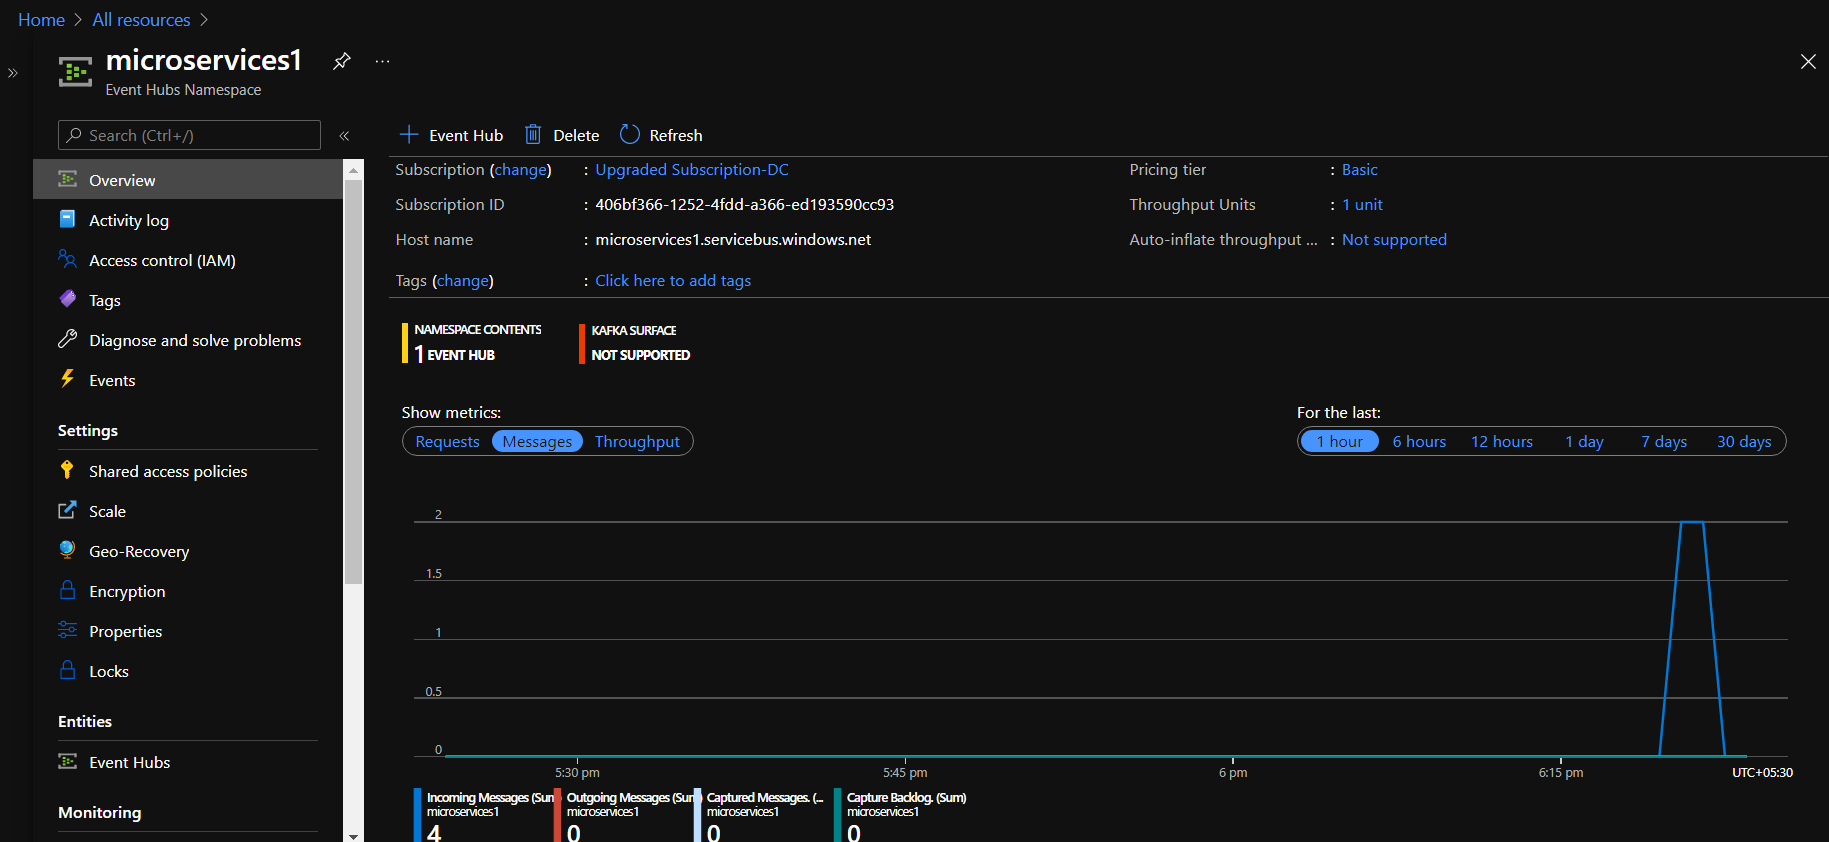 Home > All resources >
microservices1
Event Hubs Namespace
Search (Ctrl+/)
Overview
Activity log
Access control (IAM)
Tags
Diagnose and solve problems
Events
Settings
Shared access policies
Scale
Geo-Recovery
Encryption
Properties
Locks
Entities
Event Hubs
Monitoring
Event Hub Delete Refresh
Subscription (change) : Upgraded Subscription-DC
Subscription ID : 406bf366-1252-4fdd-a366-ed193590cc93
Host name : microservices1.servicebus.windows.net
Tags (change) : Click here to add tags
Pricing tier : Basic
Throughput Units : 1 unit
Auto-inflate throughput ... : Not supported
NAMESPACE CONTENTS
1 EVENT HUB
KAFKA SURFACE
NOT SUPPORTED
Show metrics:
Requests Messages Throughput
For the last:
1 hour 6 hours 12 hours 1 day 7 days 30 days
2
1.5
1
0.5
0
5:30 pm 5:45 pm 6 pm 6:15 pm UTC+05:30
Incoming Messages (Sum)
microservices1
4
Outgoing Messages (Sum)
microservices1
0
Captured Messages. (...
microservices1
0
Capture Backlog. (Sum)
microservices1
0